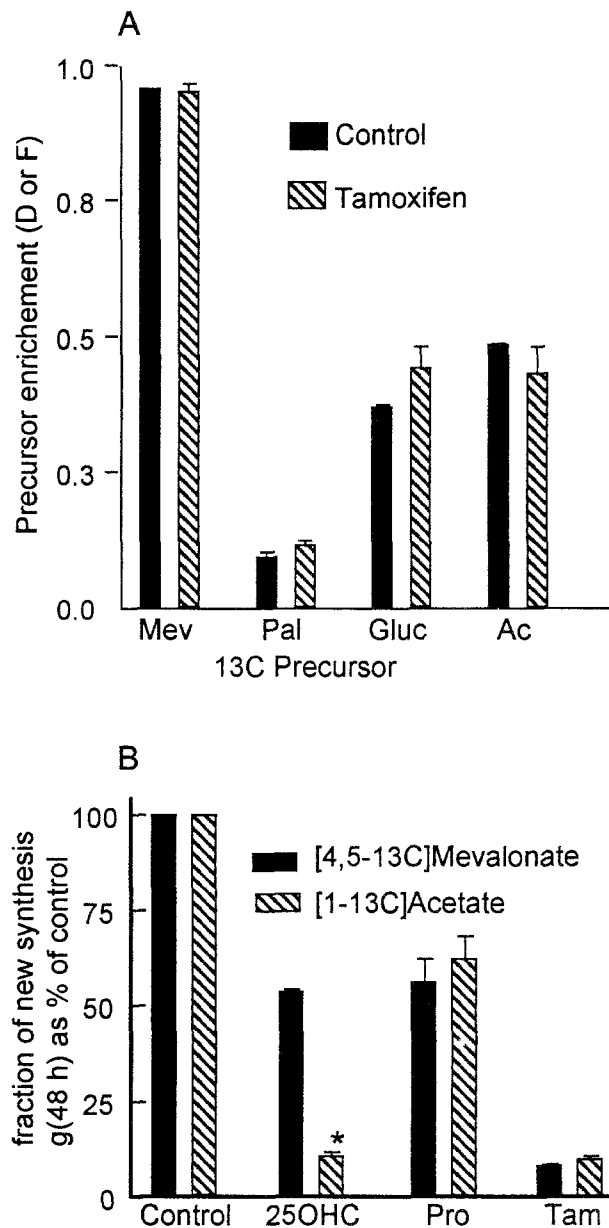 A
1.0
0.8
0.5
0.3
0.0
Precursor enrichement (D or F)
Control
Tamoxifen
Mev Pal Gluc Ac
13C Precursor
B
100
75
50
25
0
fraction of new synthesis
g(48 h) as % of control
[4,5-13C]Mevalonate
[1-13C]Acetate
*
Control 25OHC Pro Tam